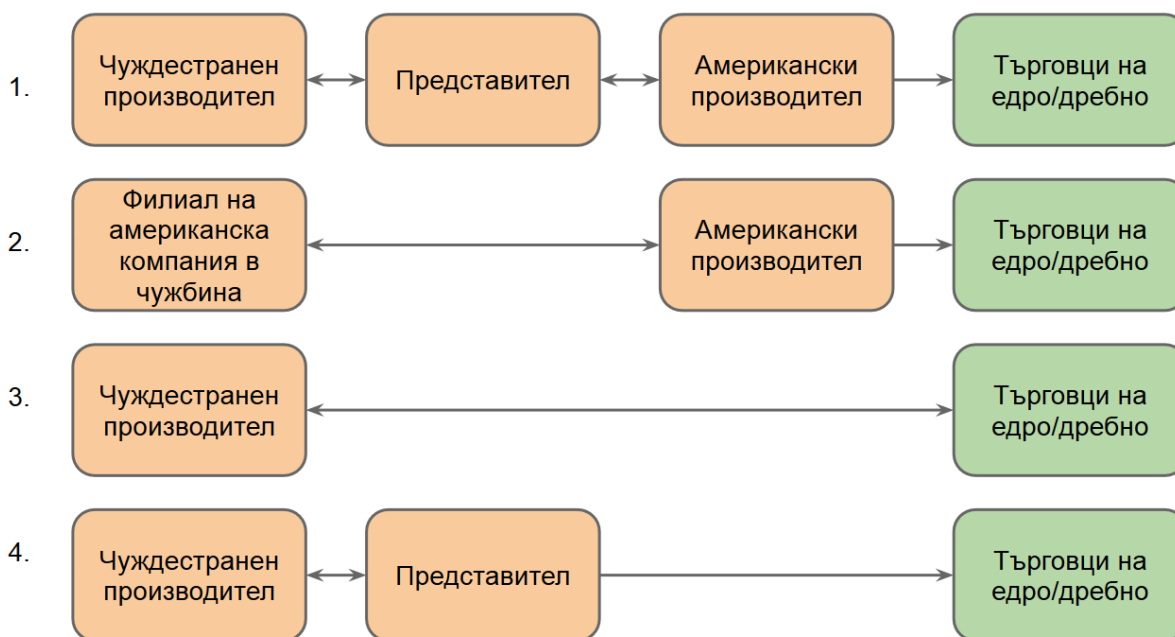 1.
Чуждестранен
производител
Представител
Американски
производител
Търговци на
едро/дребно
2.
Филиал на
американска
компания в
чужбина
Американски
производител
Търговци на
едро/дребно
3.
Чуждестранен
производител
Търговци на
едро/дребно
4.
Чуждестранен
производител
Представител
Търговци на
едро/дребно